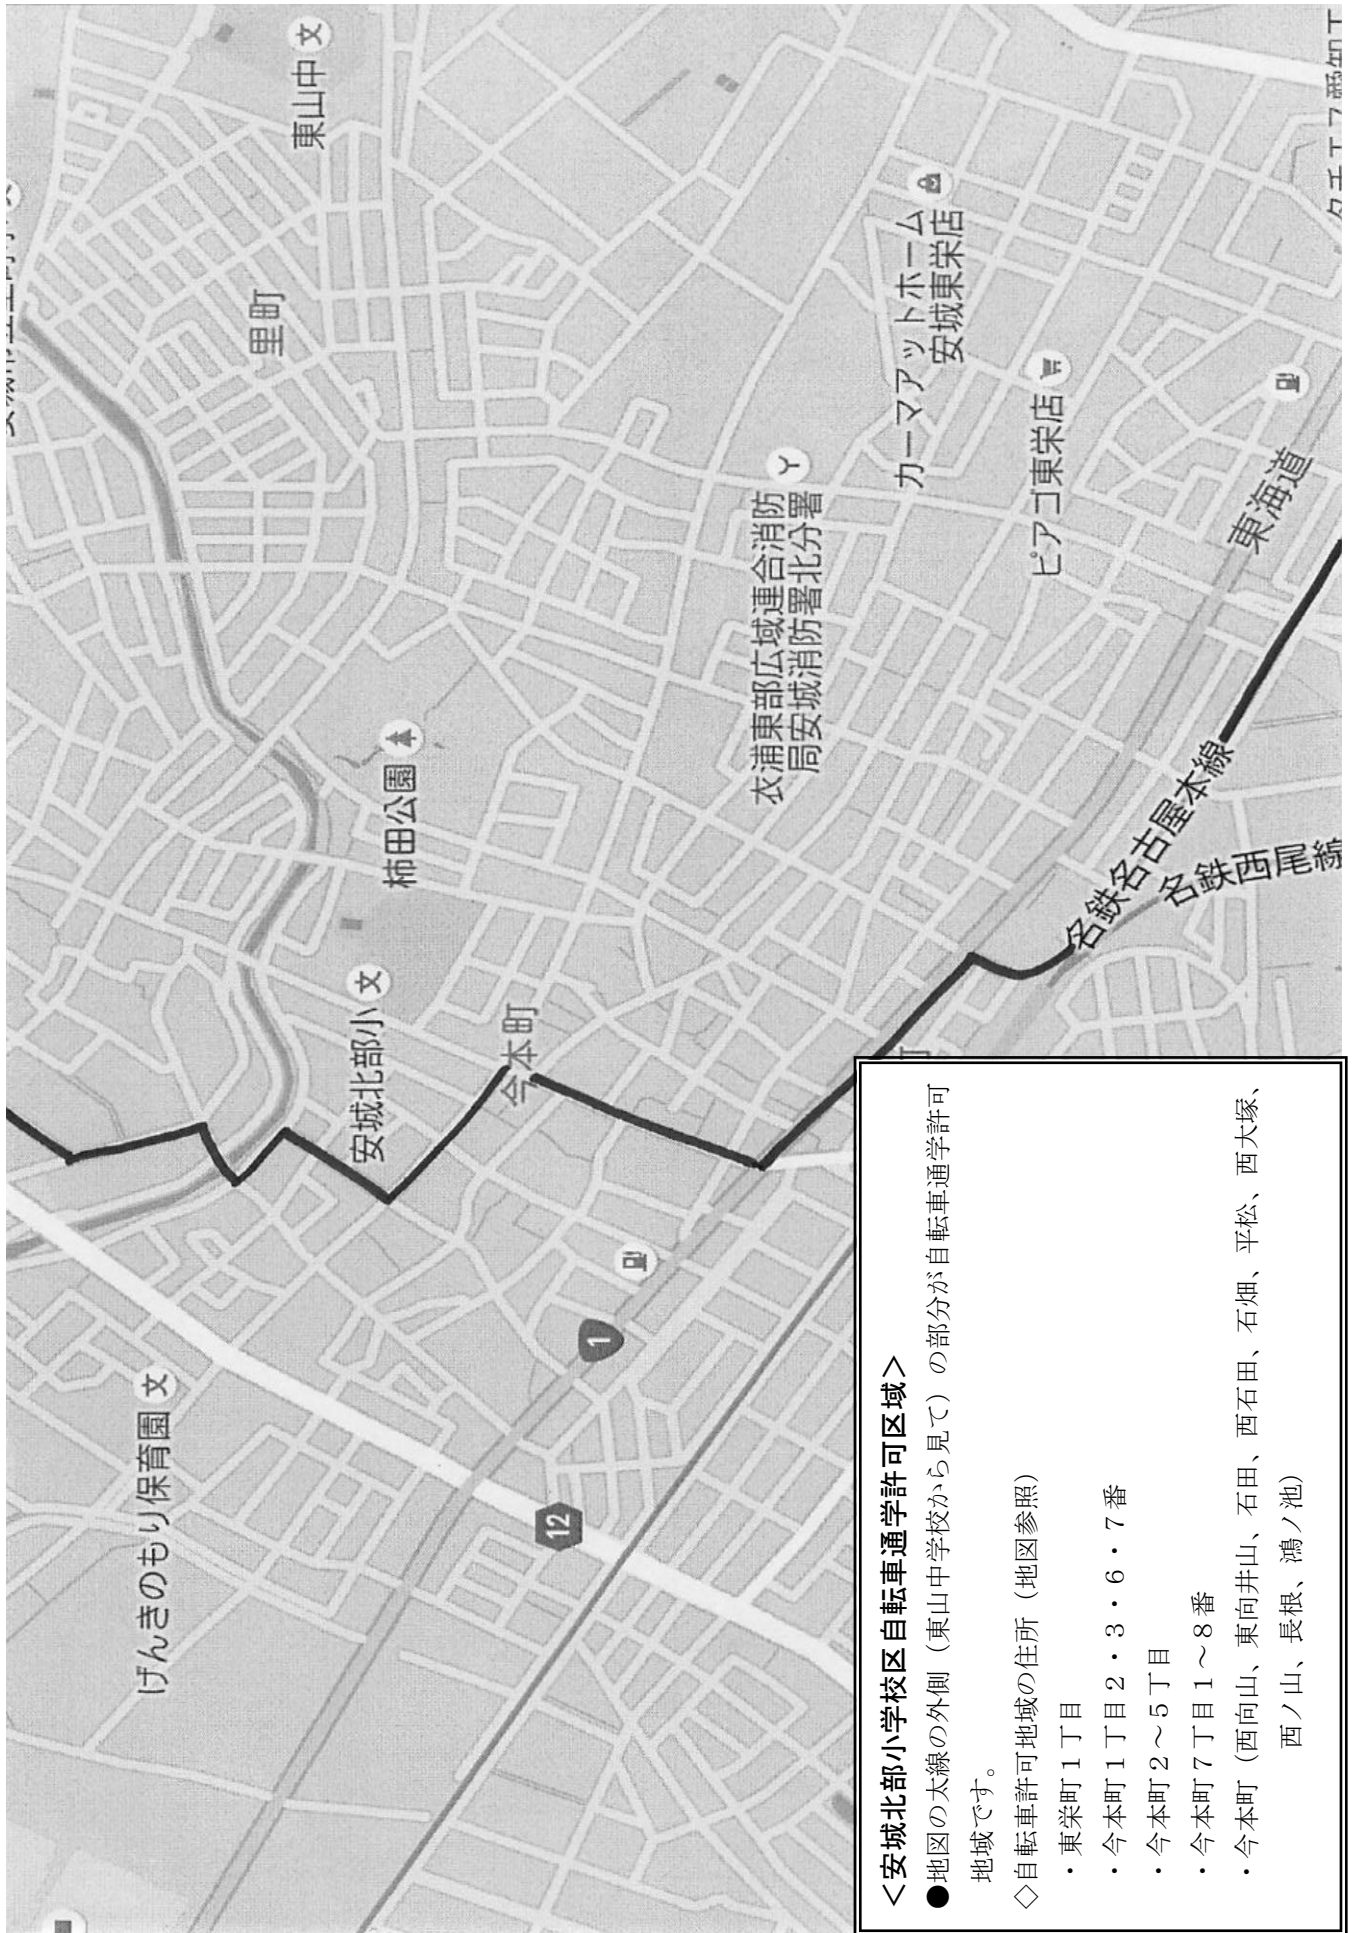 東山中
里町
カーマアットホーム
安城東栄店
ピアゴ東栄店
東海道
衣浦東部広域連合消防
局安城消防署北分署
柿田公園
名鉄名古屋本線
名鉄西尾線
安城北部小
今本町
町
げんきのもり保育園
1
12
＜安城北部小学校区自転車通学許可区域＞
●地図の太線の外側（東山中学校から見て）の部分が自転車通学許可
地域です。
◇自転車許可地域の住所（地図参照）
・東栄町１丁目
・今本町１丁目２・３・６・７番
・今本町２～５丁目
・今本町７丁目１～８番
・今本町（西向山、東向井山、石田、西石田、石畑、平松、西大塚、
西ノ山、長根、鴻ノ池）